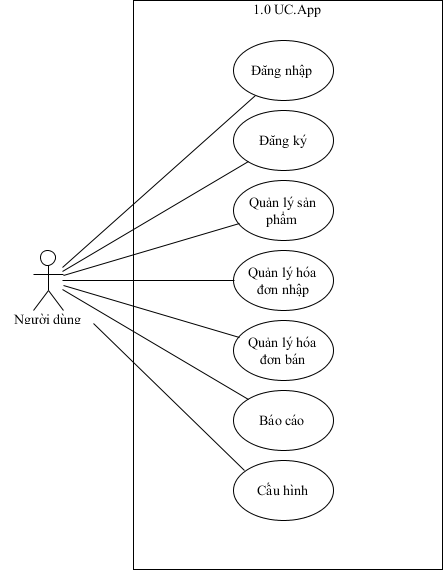 1.0 UC.App
Đăng nhập
Đăng ký
Quản lý sản
phẩm
Quản lý hóa
đơn nhập
Người dùng
Quản lý hóa
đơn bán
Báo cáo
Cấu hình